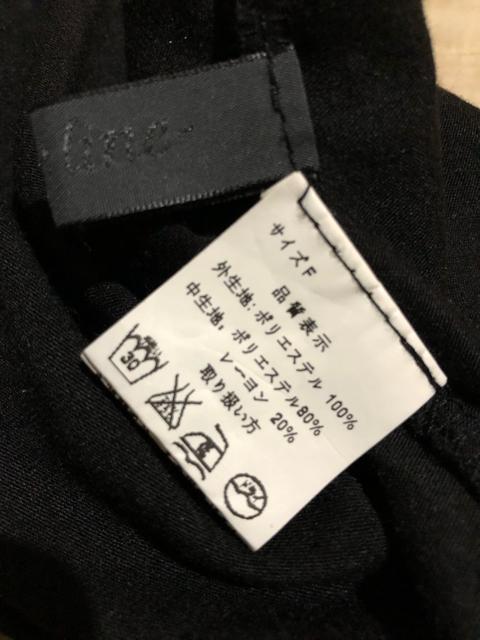 line
サイズ F
品質表示
外生地: ポリエステル 100%
中生地: ポリエステル80%
レーヨン 20%
取り扱い方
30